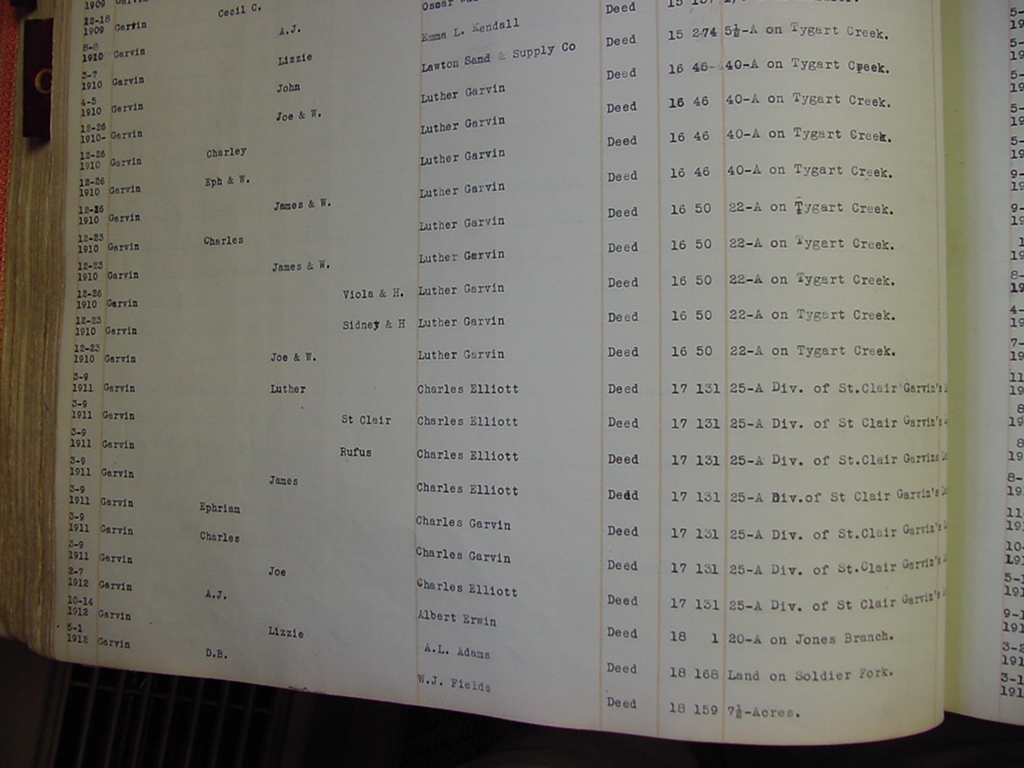 1909 Garvin
12-18
1909 Garvin Cecil C.
8-8
1910 Garvin A.J. Oscar Deed
3-7
1910 Garvin Lizzie Emma L. Kendall Deed 15
4-5
1910 Garvin John Lawton Sand & Supply Co Deed 15 274 5½-A on Tygart Creek.
12-26
1910- Garvin Joe & W. Luther Garvin Deed 16 46- 40-A on Tygart Creek.
12-26
1910 Garvin Charley Luther Garvin Deed 16 46 40-A on Tygart Creek.
12-26
1910 Garvin Eph & W. Luther Garvin Deed 16 46 40-A on Tygart Creek.
12-26
1910 Garvin James & W. Luther Garvin Deed 16 46 40-A on Tygart Creek.
12-23
1910 Garvin Charles Luther Garvin Deed 16 50 22-A on Tygart Creek.
12-23
1910 Garvin James & W. Luther Garvin Deed 16 50 22-A on Tygart Creek.
12-26
1910 Garvin Viola & H. Luther Garvin Deed 16 50 22-A on Tygart Creek.
12-23
1910 Garvin Sidney & H Luther Garvin Deed 16 50 22-A on Tygart Creek.
12-23
1910 Garvin Joe & W. Luther Garvin Deed 16 50 22-A on Tygart Creek.
3-9
1911 Garvin Luther Charles Elliott Deed 17 131 25-A Div. of St.Clair Garvin's
3-9
1911 Garvin St Clair Charles Elliott Deed 17 131 25-A Div. of St Clair Garvin's
3-9
1911 Garvin Rufus Charles Elliott Deed 17 131 25-A Div. of St.Clair Garvins
3-9
1911 Garvin James Charles Elliott Dedd 17 131 25-A Div.of St Clair Garvin's
3-9
1911 Garvin Ephriam Charles Garvin Deed 17 131 25-A Div. of St.Clair Garvin's
3-9
1911 Garvin Charles Charles Garvin Deed 17 131 25-A Div. of St.Clair Garvin's
3-9
1911 Garvin Joe Charles Elliott Deed 17 131 25-A Div. of St Clair Garvin's
2-7
1912 Garvin A.J. Albert Erwin Deed 18 1 20-A on Jones Branch.
10-14
1912 Garvin Lizzie A.L. Adams Deed 18 168 Land on Soldier Fork.
5-1
1912 Garvin D.B. W.J. Fields Deed 18 159 7½-Acres.